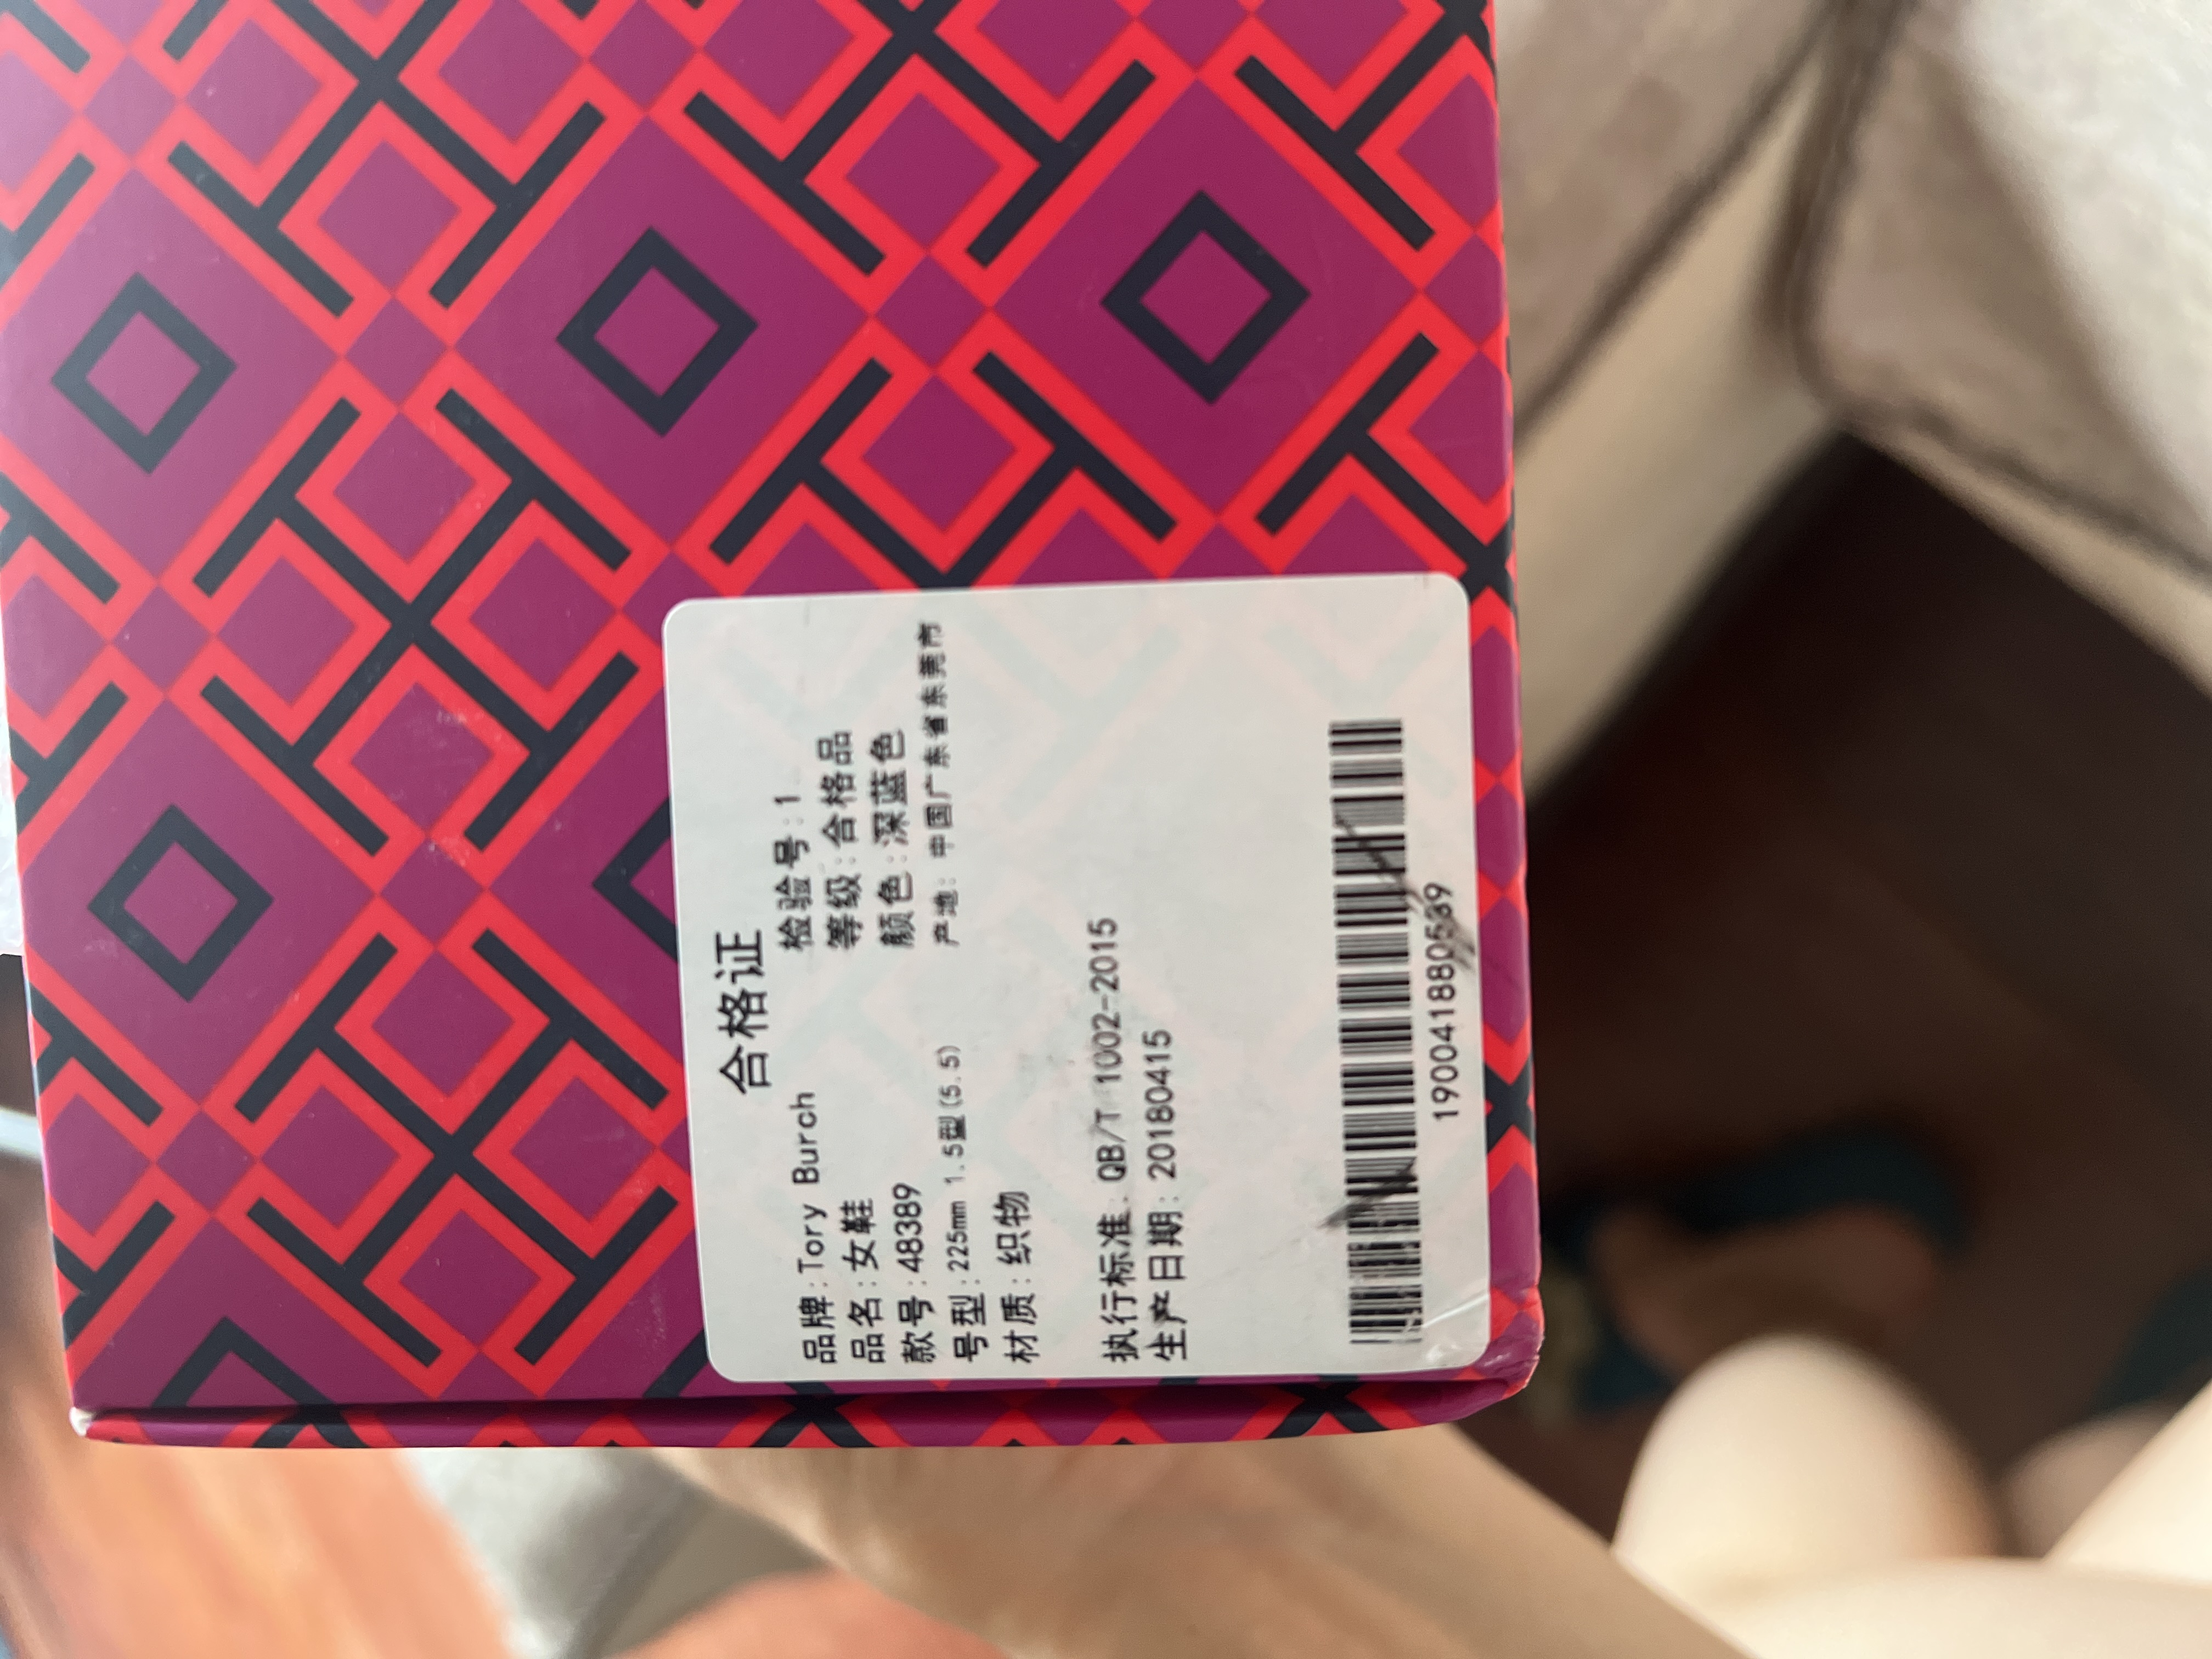 合格证
品牌:Tory Burch 检验号:1
品名:女鞋 等级:合格品
款号:48389 颜色:深蓝色
号型:225mm 1.5型(5.5) 产地: 中国广东省东莞市
材质:织物
执行标准: QB/T 1002-2015
生产日期: 20180415
190041880539